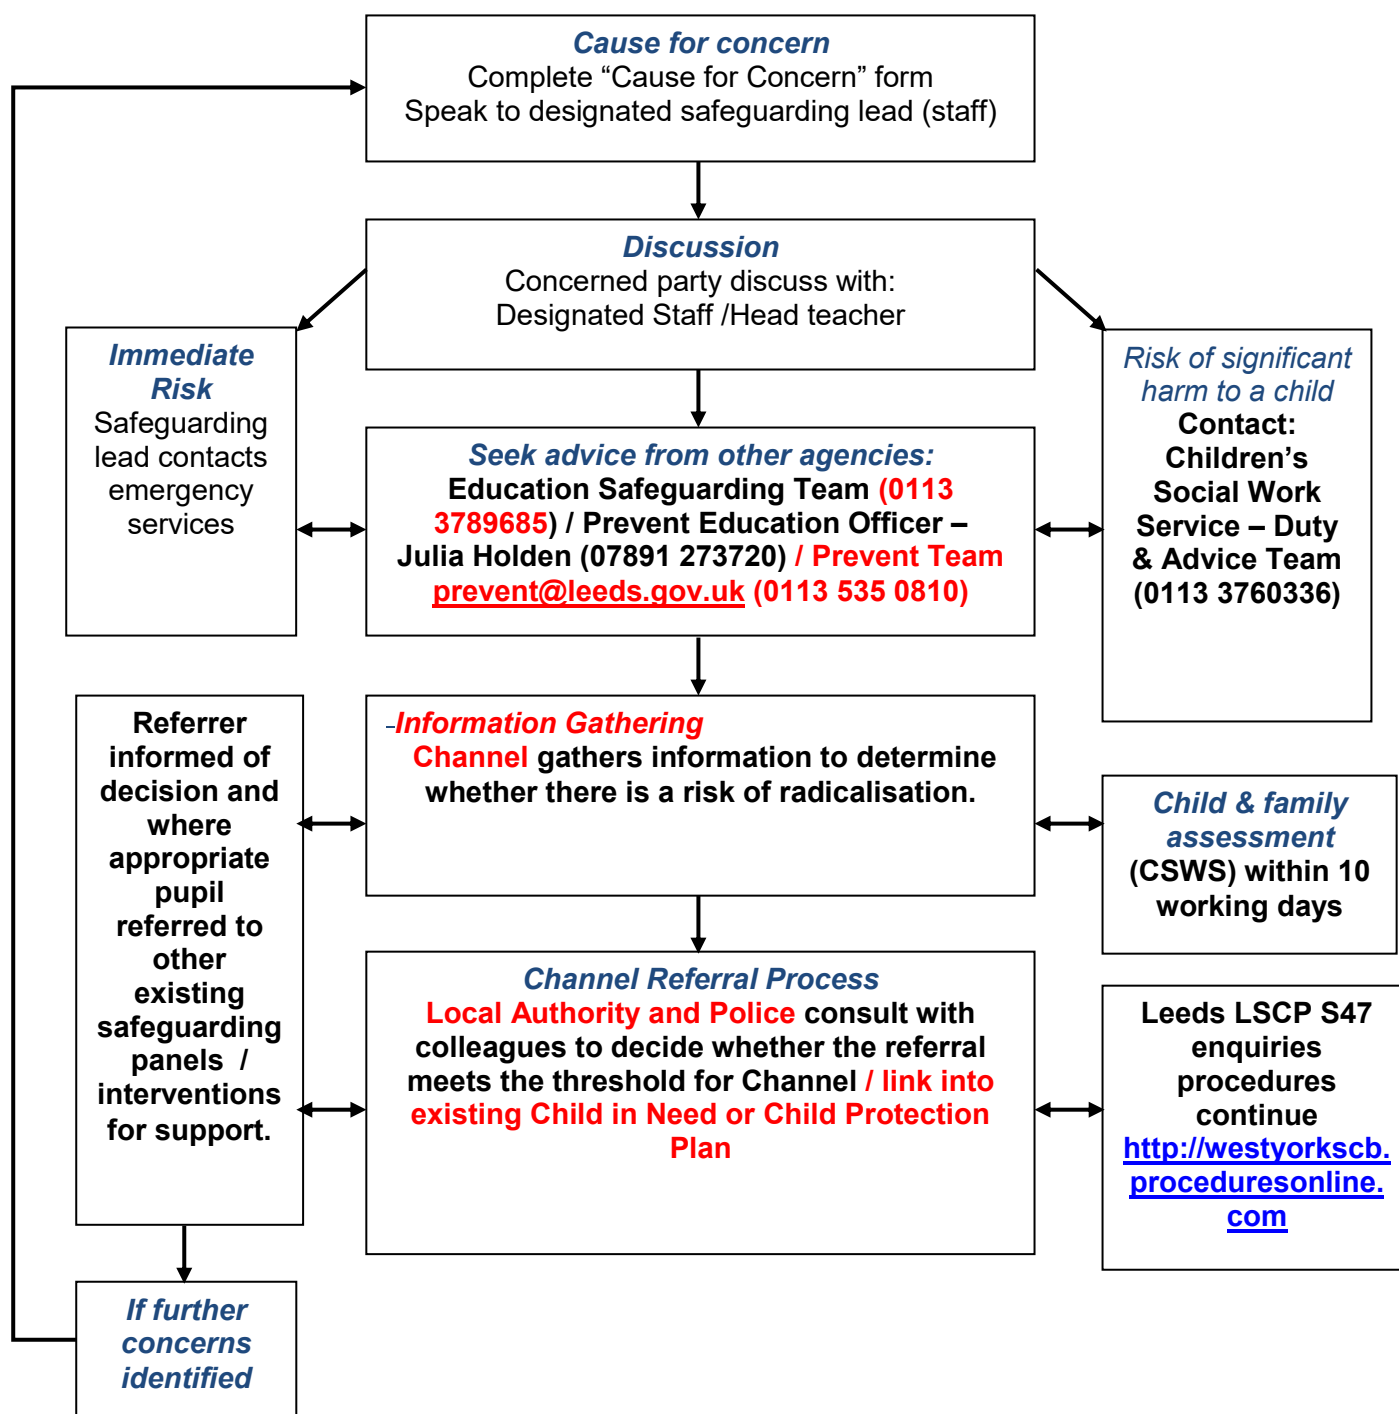 Cause for concern
Complete “Cause for Concern” form
Speak to designated safeguarding lead (staff)
Discussion
Concerned party discuss with:
Designated Staff /Head teacher
Immediate
Risk
Safeguarding
lead contacts
emergency
services
Risk of significant
harm to a child
Contact:
Children’s
Social Work
Service – Duty
& Advice Team
(0113 3760336)
Seek advice from other agencies:
Education Safeguarding Team (0113
3789685) / Prevent Education Officer –
Julia Holden (07891 273720) / Prevent Team
prevent@leeds.gov.uk (0113 535 0810)
Referrer
informed of
decision and
where
appropriate
pupil
referred to
other
existing
safeguarding
panels /
interventions
for support.
–Information Gathering
Channel gathers information to determine
whether there is a risk of radicalisation.
Child & family
assessment
(CSWS) within 10
working days
Channel Referral Process
Local Authority and Police consult with
colleagues to decide whether the referral
meets the threshold for Channel / link into
existing Child in Need or Child Protection
Plan
Leeds LSCP S47
enquiries
procedures
continue
http://westyorkscb.
proceduresonline.
com
If further
concerns
identified